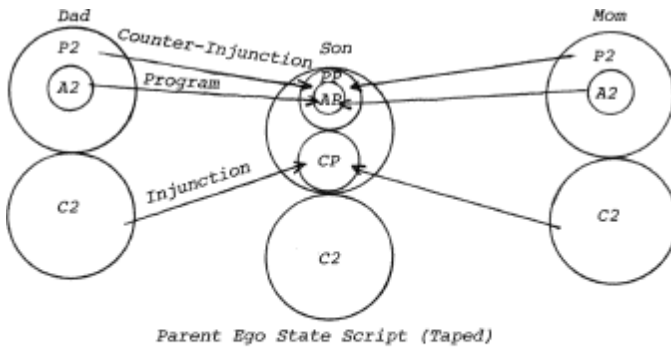 Dad
Son
Mom
Counter-Injunction
P2
PP
P2
A2
Program
AP
A2
Injunction
CP
C2
C2
C2
Parent Ego State Script (Taped)